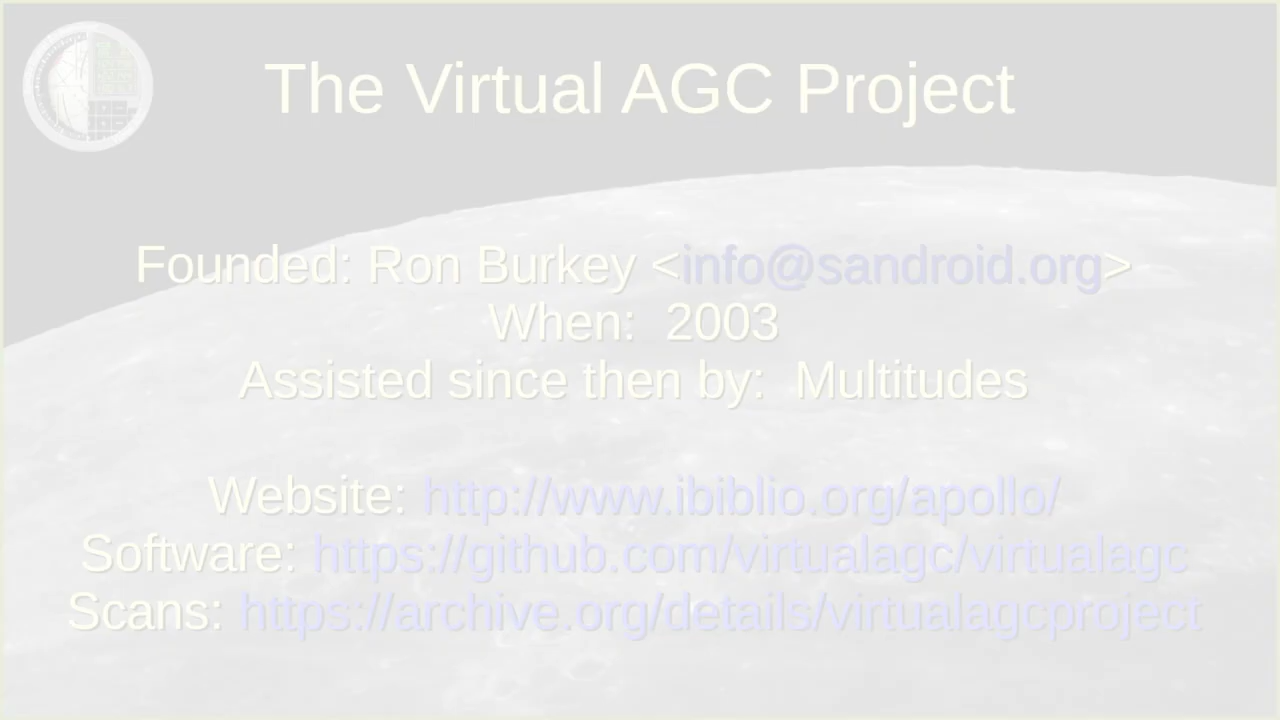 The Virtual AGC Project
Founded: Ron Burkey <info@sandroid.org>
When:  2003
Assisted since then by:  Multitudes
Website: http://www.ibiblio.org/apollo/
Software: https://github.com/virtualagc/virtualagc
Scans: https://archive.org/details/virtualagcproject